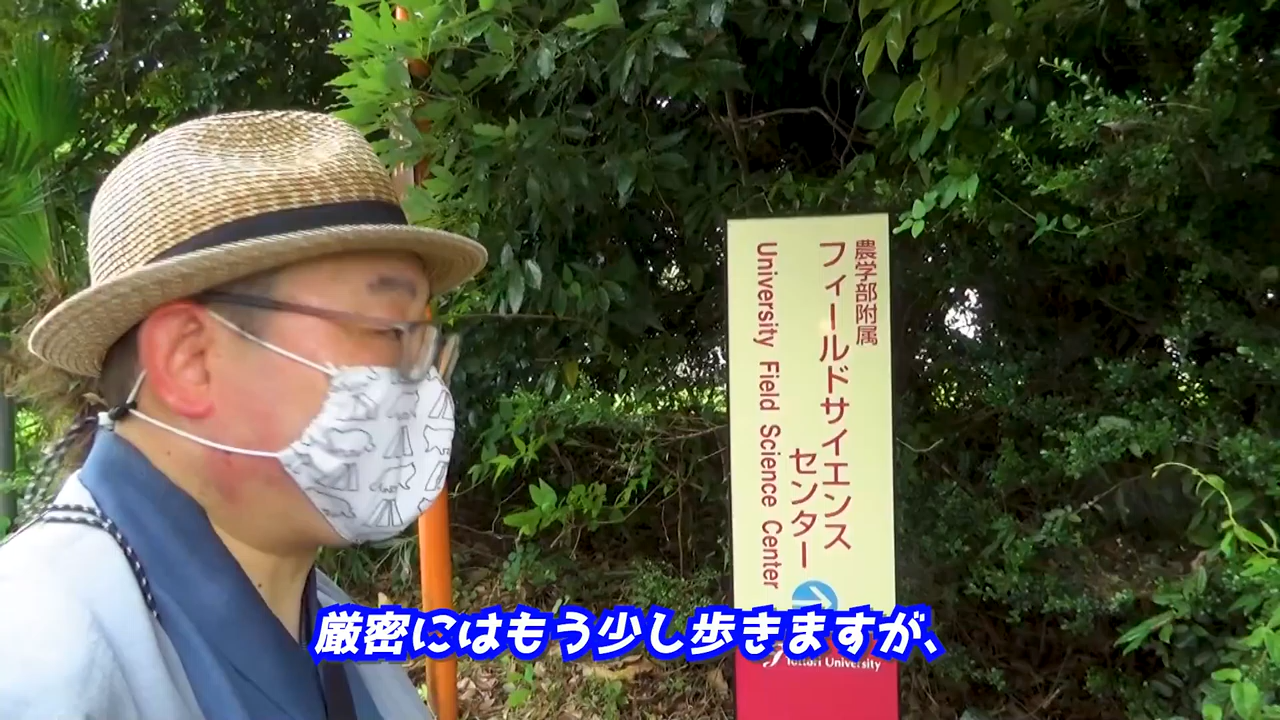 農学部附属
フィールドサイエンス
センター
University Field Science Center
厳密にはもう少し歩きますが、
Tottori University